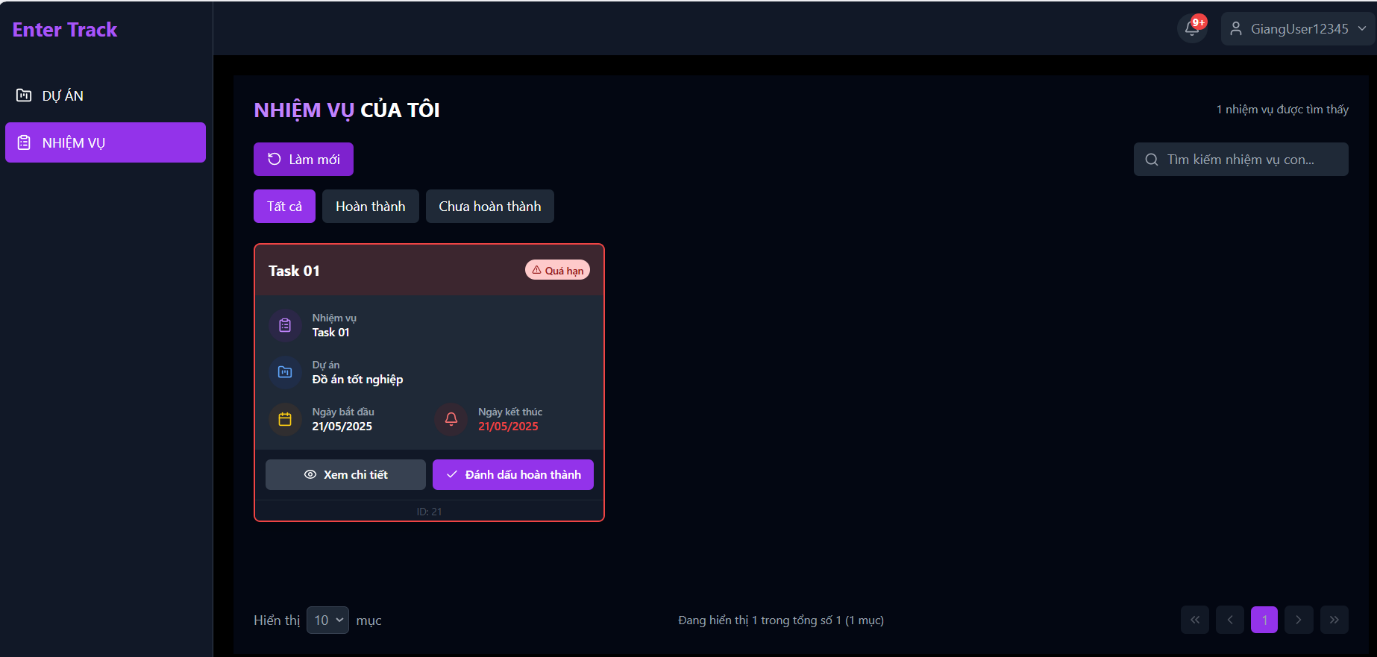 Enter Track
9+
GiangUser12345
DỰ ÁN
NHIỆM VỤ
NHIỆM VỤ CỦA TÔI
1 nhiệm vụ được tìm thấy
Làm mới
Tìm kiếm nhiệm vụ con...
Tất cả
Hoàn thành
Chưa hoàn thành
Task 01
Quá hạn
Nhiệm vụ
Task 01
Dự án
Đồ án tốt nghiệp
Ngày bắt đầu
21/05/2025
Ngày kết thúc
21/05/2025
Xem chi tiết
Đánh dấu hoàn thành
ID: 21
Hiển thị 10 mục
Đang hiển thị 1 trong tổng số 1 (1 mục)
« ‹ 1 › »